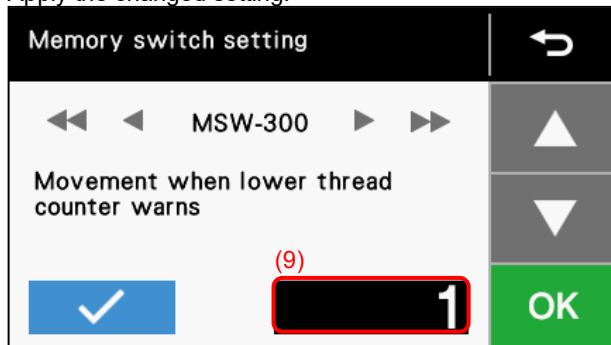 Apply the changed setting.
Memory switch setting
MSW-300
Movement when lower thread
counter warns
(9)
1
OK